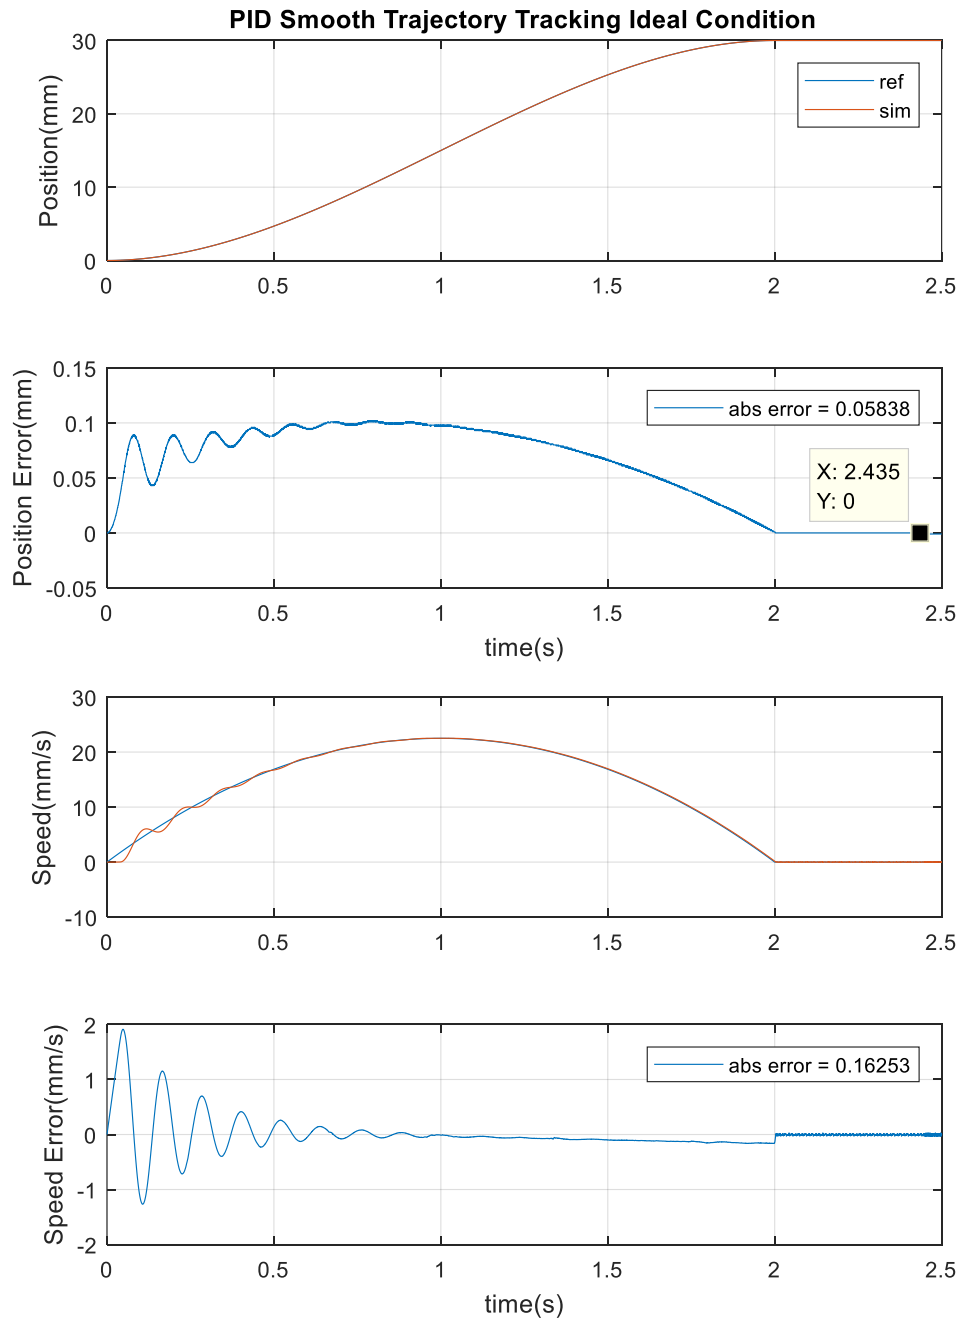 PID Smooth Trajectory Tracking Ideal Condition
Position(mm)
30
20
10
0
0 0.5 1 1.5 2 2.5
ref
sim
Position Error(mm)
0.15
0.1
0.05
0
-0.05
0 0.5 1 1.5 2 2.5
time(s)
abs error = 0.05838
X: 2.435
Y: 0
Speed(mm/s)
30
20
10
0
-10
0 0.5 1 1.5 2 2.5
Speed Error(mm/s)
2
1
0
-1
-2
0 0.5 1 1.5 2 2.5
time(s)
abs error = 0.16253